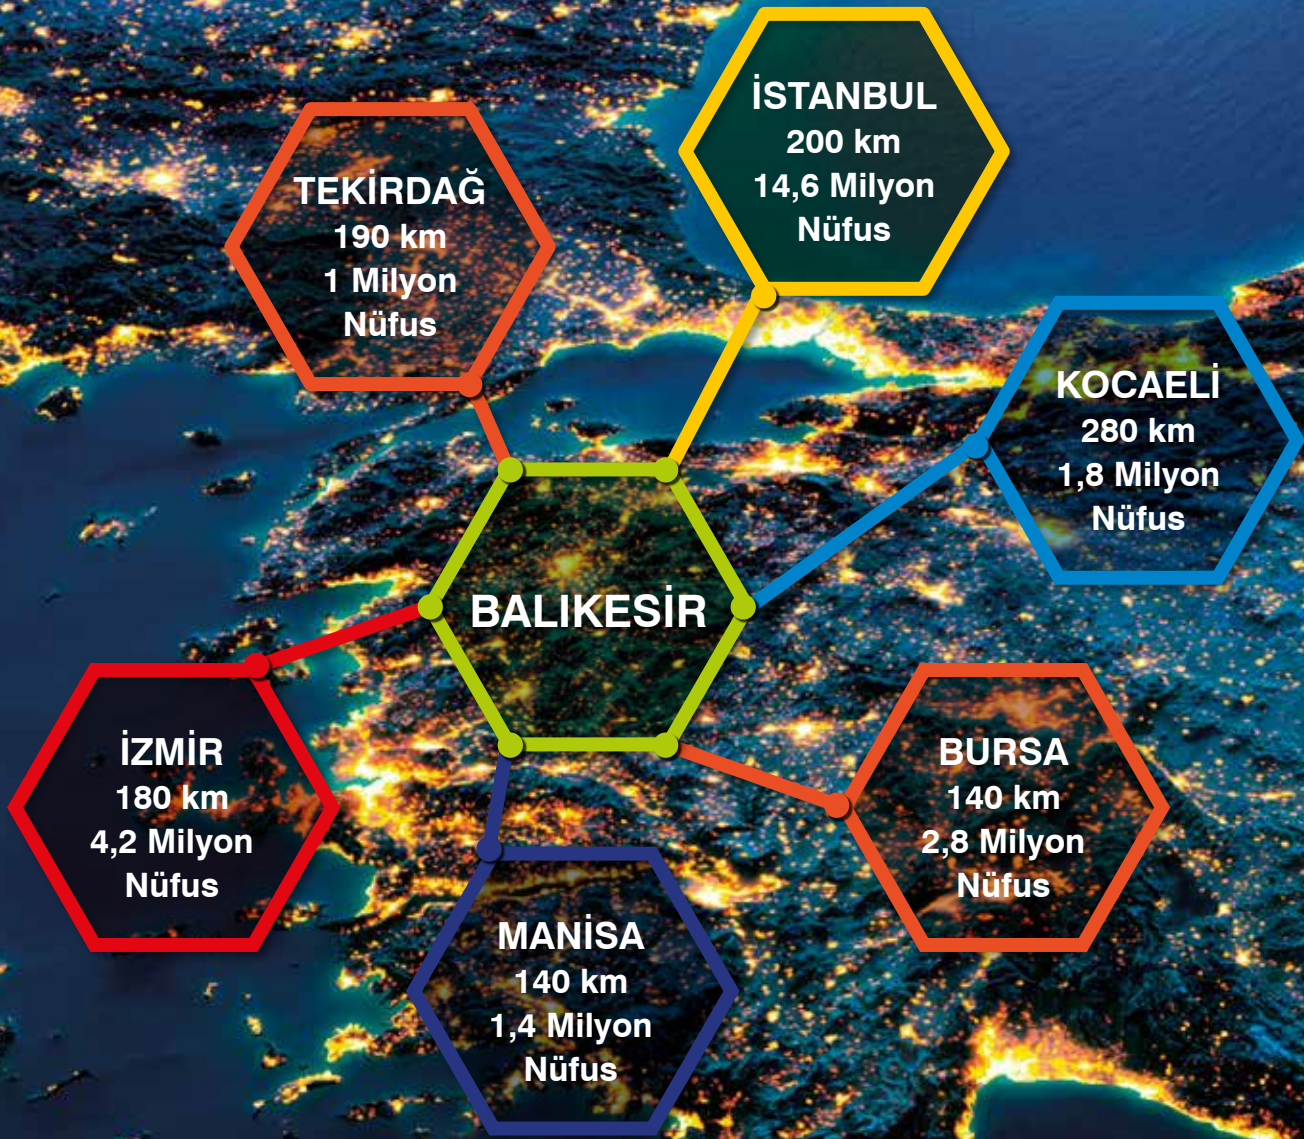 İSTANBUL
200 km
14,6 Milyon
Nüfus
TEKİRDAĞ
190 km
1 Milyon
Nüfus
KOCAELİ
280 km
1,8 Milyon
Nüfus
BALIKESİR
İZMİR
180 km
4,2 Milyon
Nüfus
BURSA
140 km
2,8 Milyon
Nüfus
MANİSA
140 km
1,4 Milyon
Nüfus